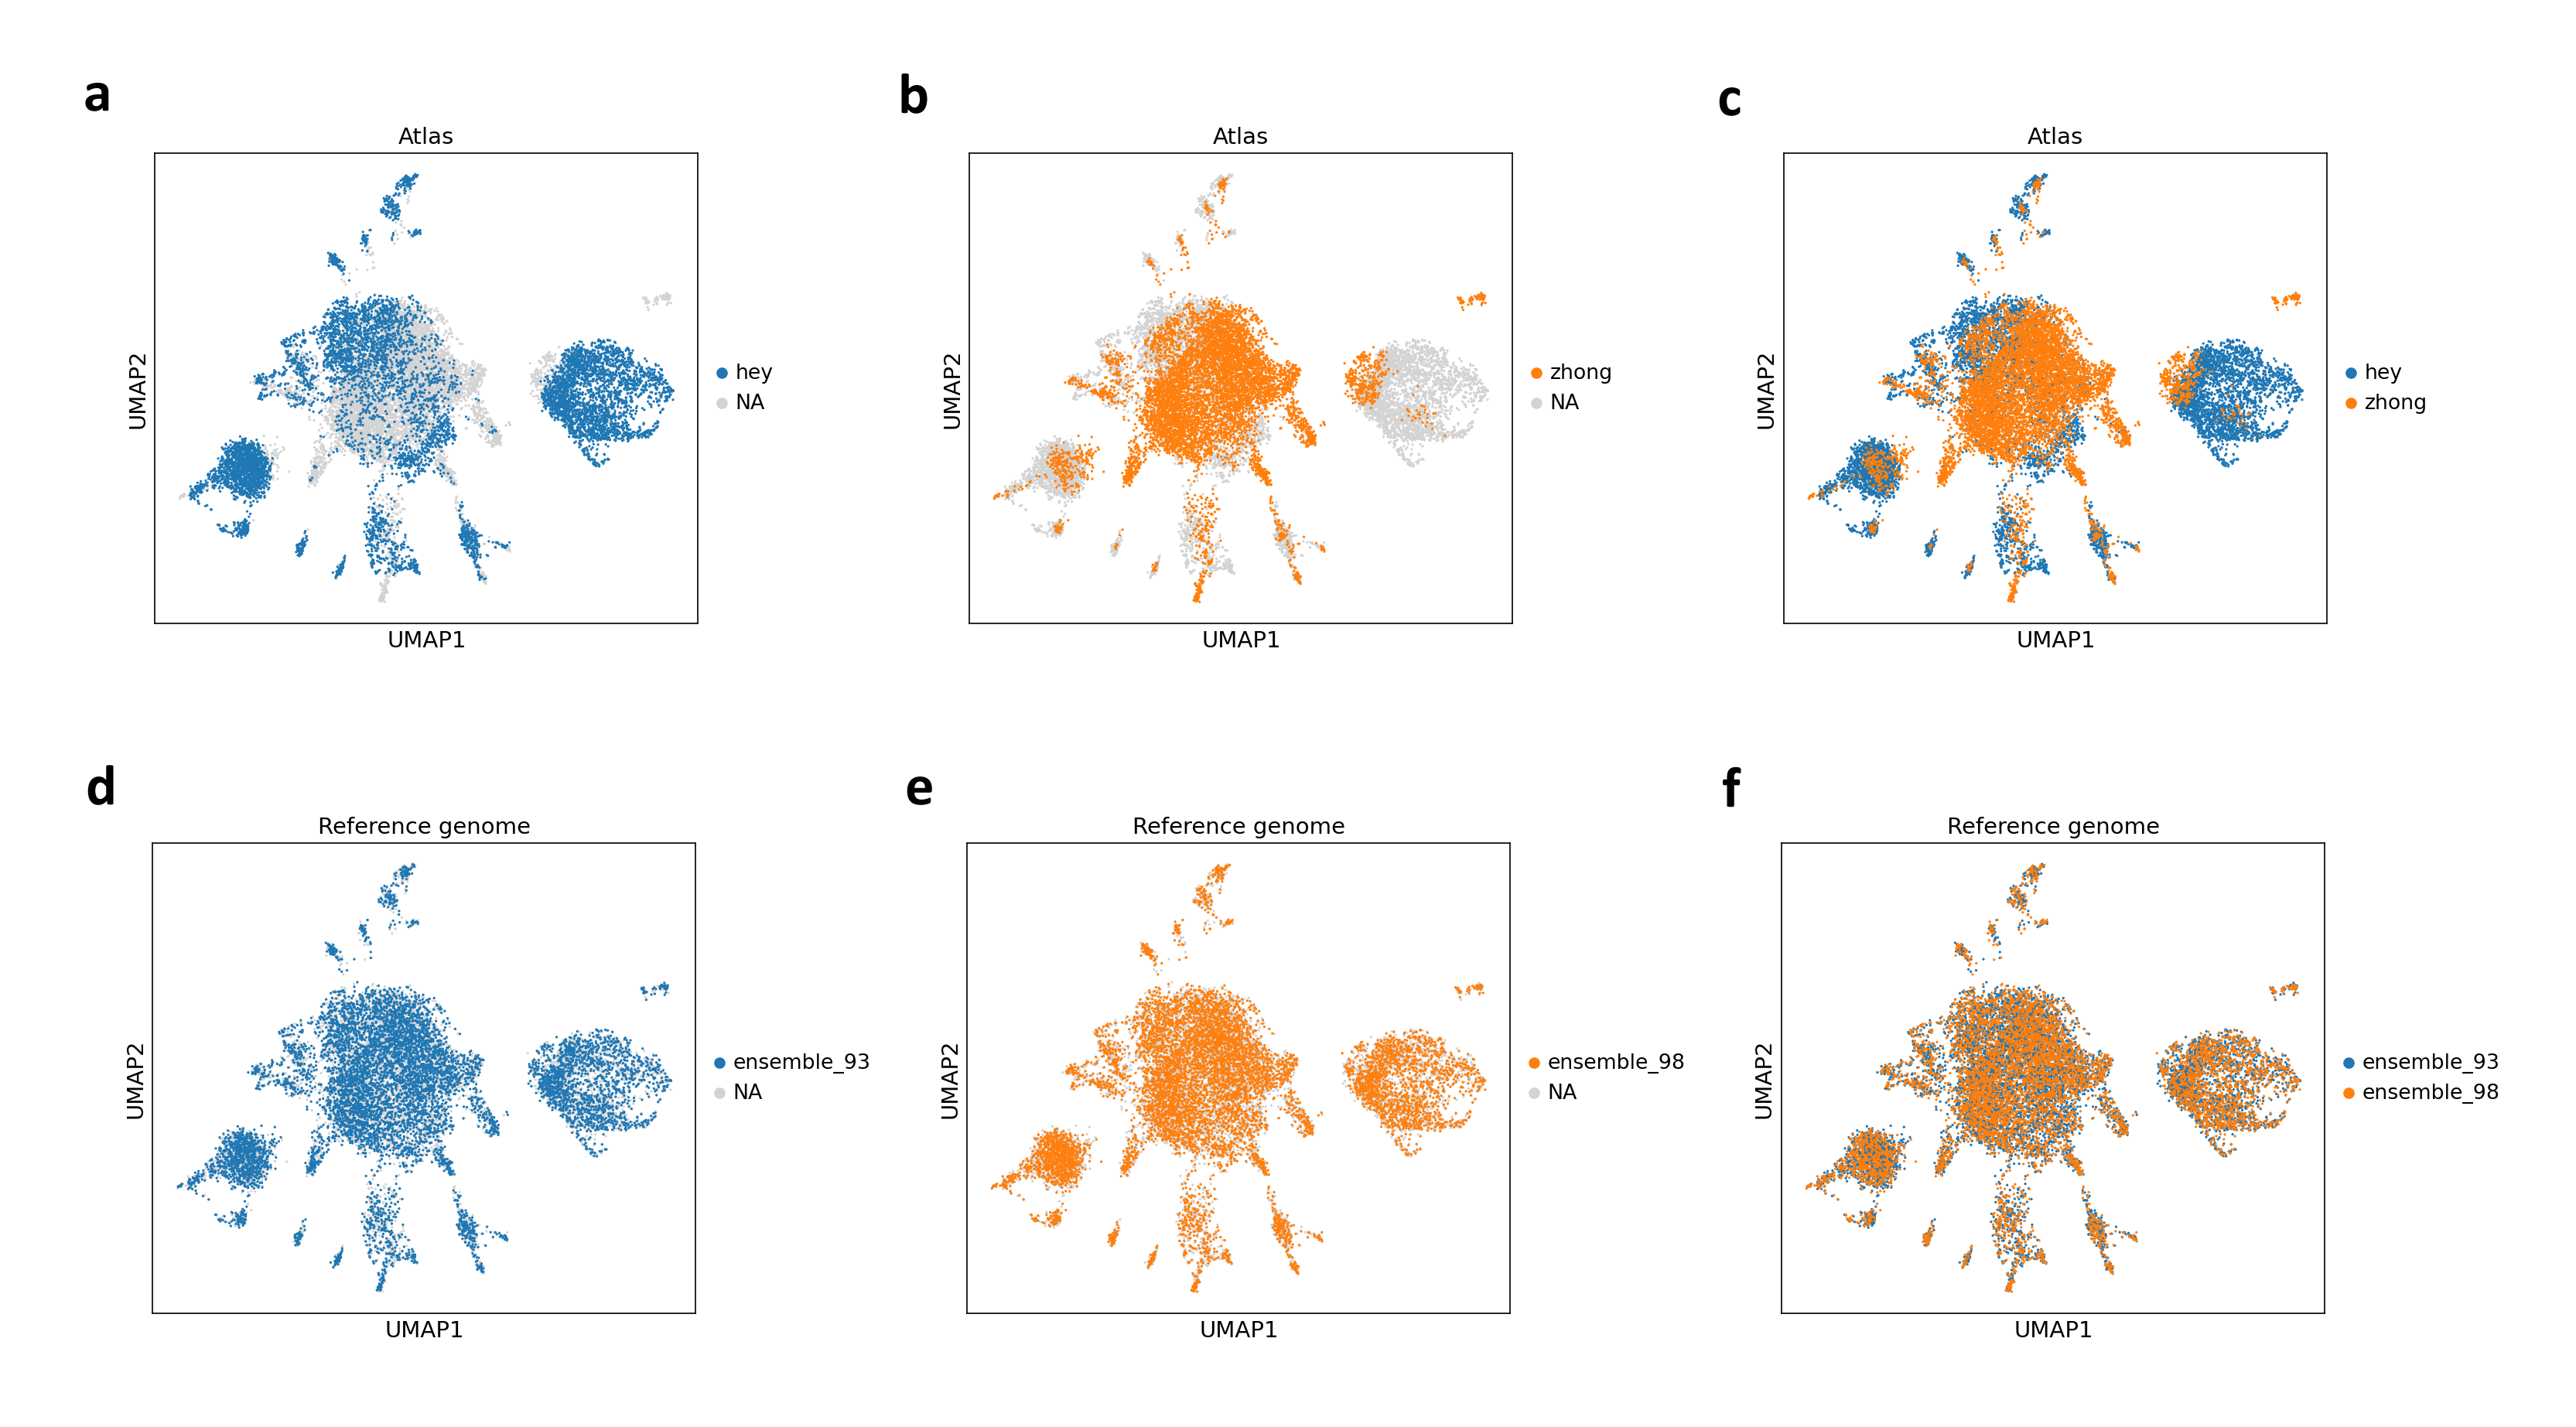 a
Atlas
UMAP2
UMAP1
hey
NA
b
Atlas
UMAP2
UMAP1
zhong
NA
c
Atlas
UMAP2
UMAP1
hey
zhong
d
Reference genome
UMAP2
UMAP1
ensemble_93
NA
e
Reference genome
UMAP2
UMAP1
ensemble_98
NA
f
Reference genome
UMAP2
UMAP1
ensemble_93
ensemble_98